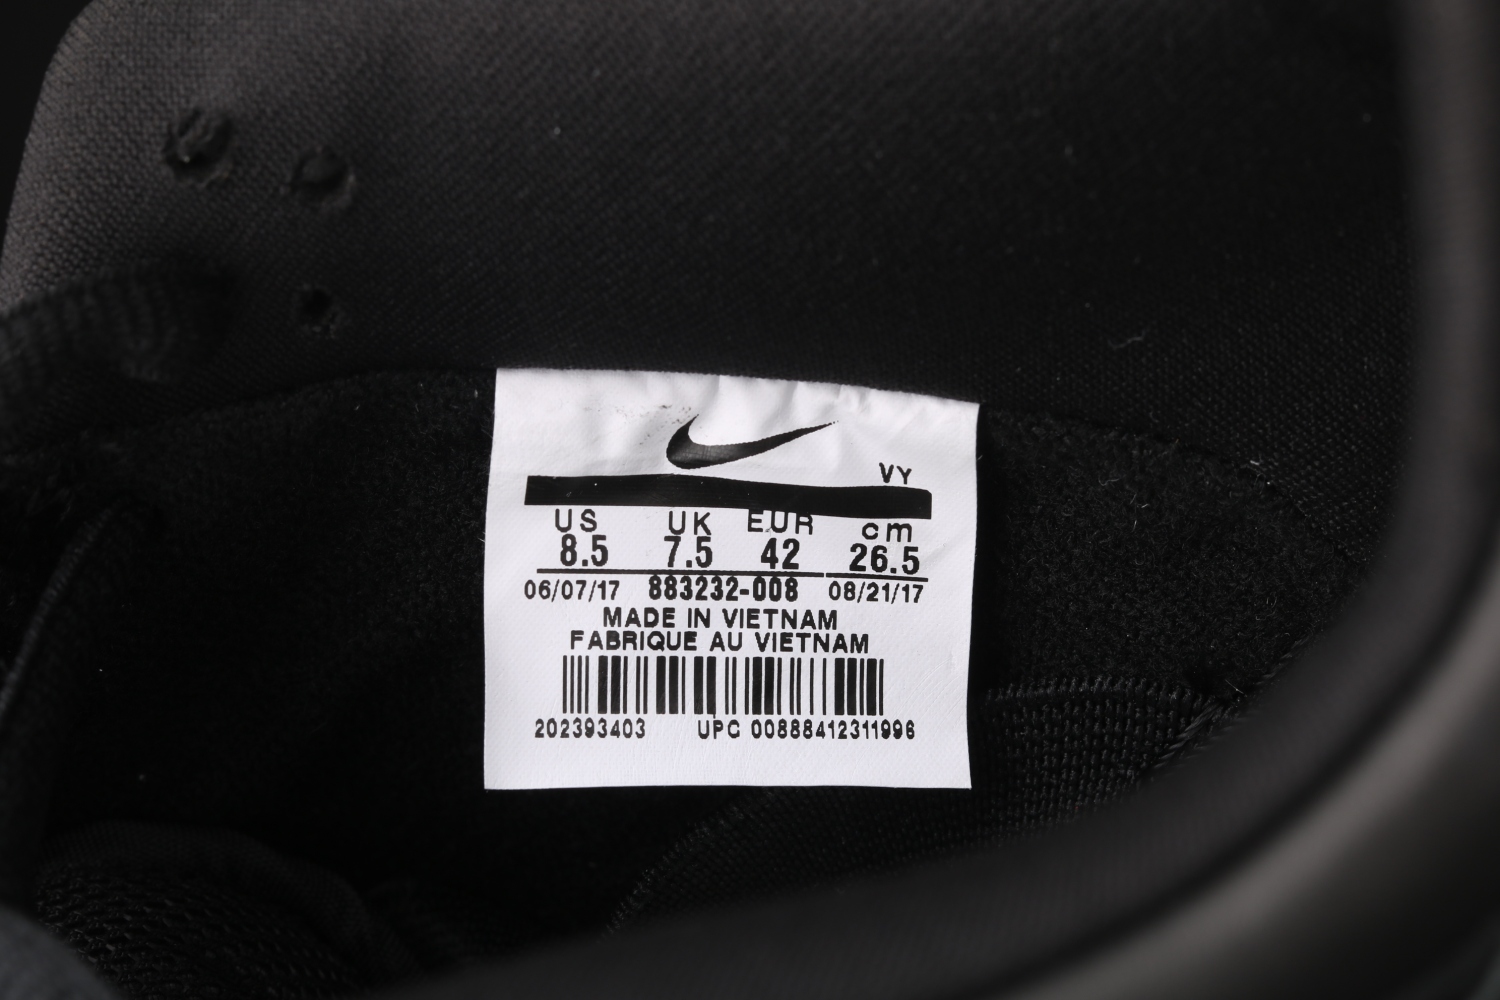 VY
US UK EUR cm
8.5 7.5 42 26.5
06/07/17 883232-008 08/21/17
MADE IN VIETNAM
FABRIQUE AU VIETNAM
202393403 UPC 00888412311996